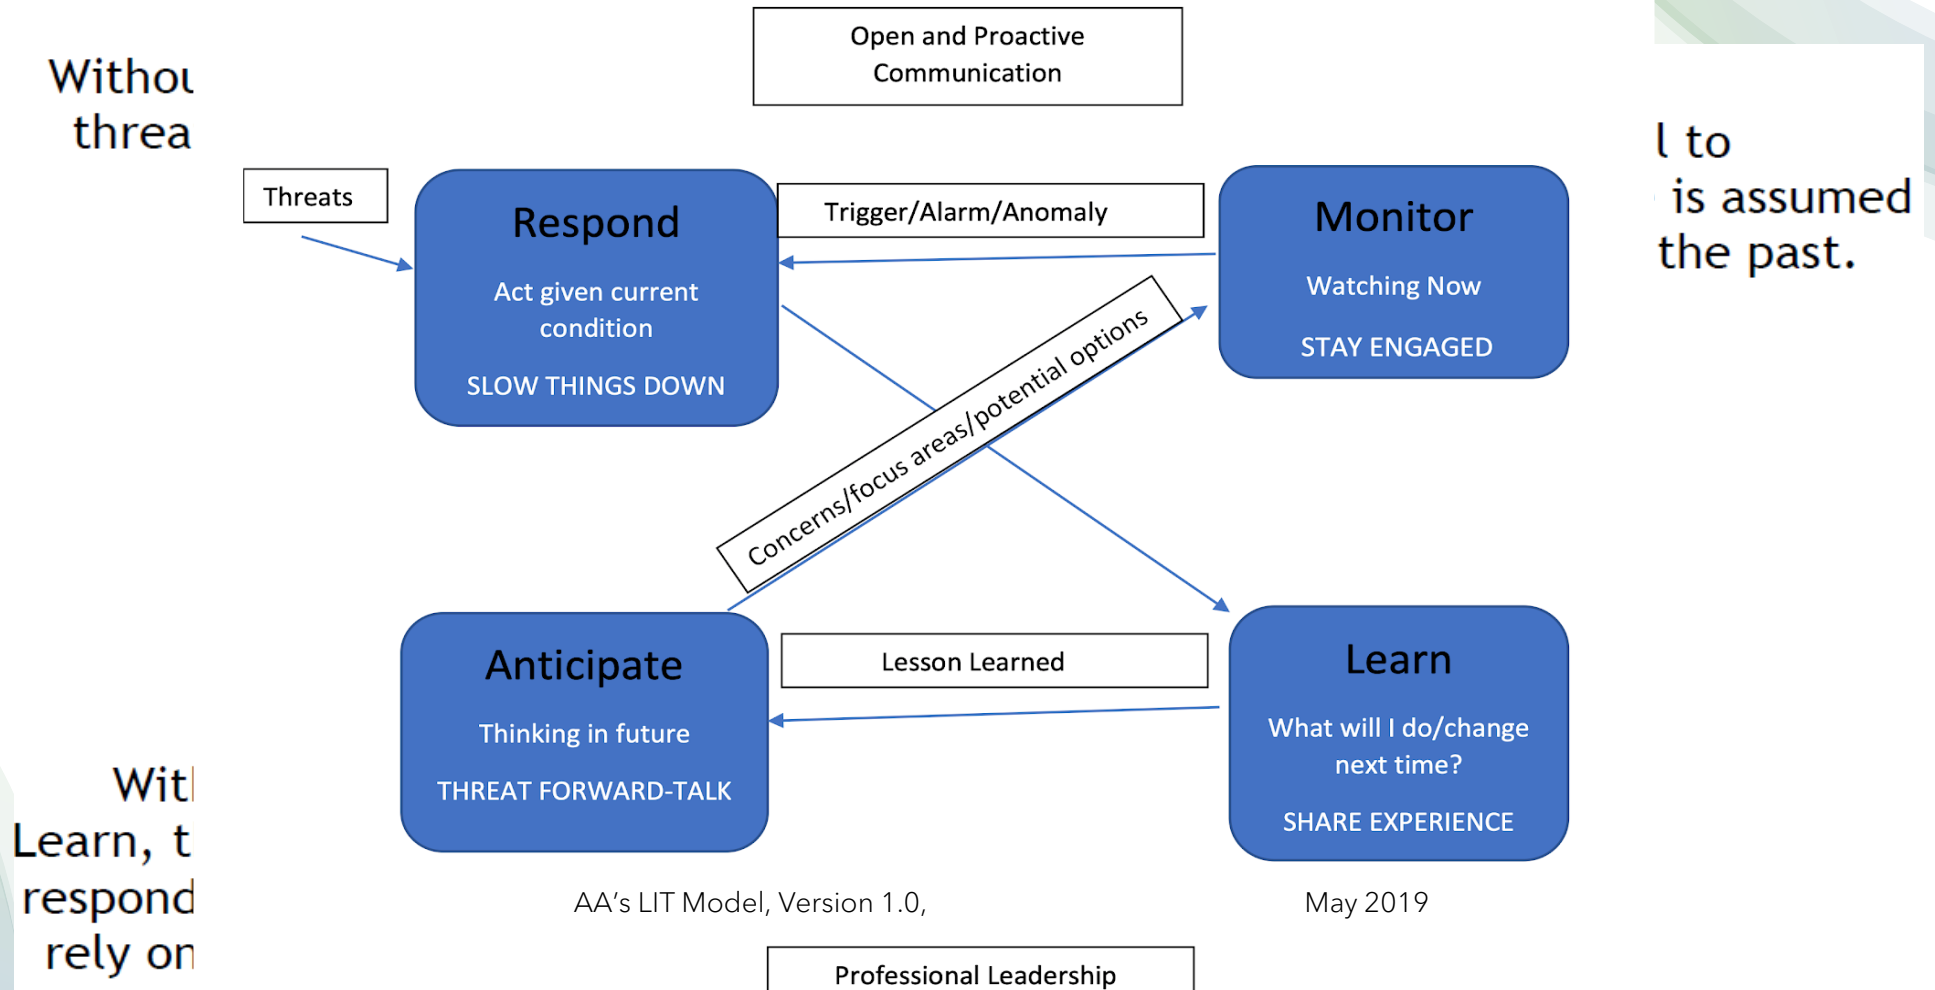 Open and Proactive
Communication
threa
l to
is assumed
the past.
Threats
Respond
Act given current
condition
SLOW THINGS DOWN
Trigger/Alarm/Anomaly
Monitor
Watching Now
STAY ENGAGED
Concerns/focus areas/potential options
Anticipate
Thinking in future
THREAT FORWARD-TALK
Lesson Learned
Learn
What will I do/change
next time?
SHARE EXPERIENCE
Learn, t
respond
rely on
AA's LIT Model, Version 1.0,
May 2019
Professional Leadership